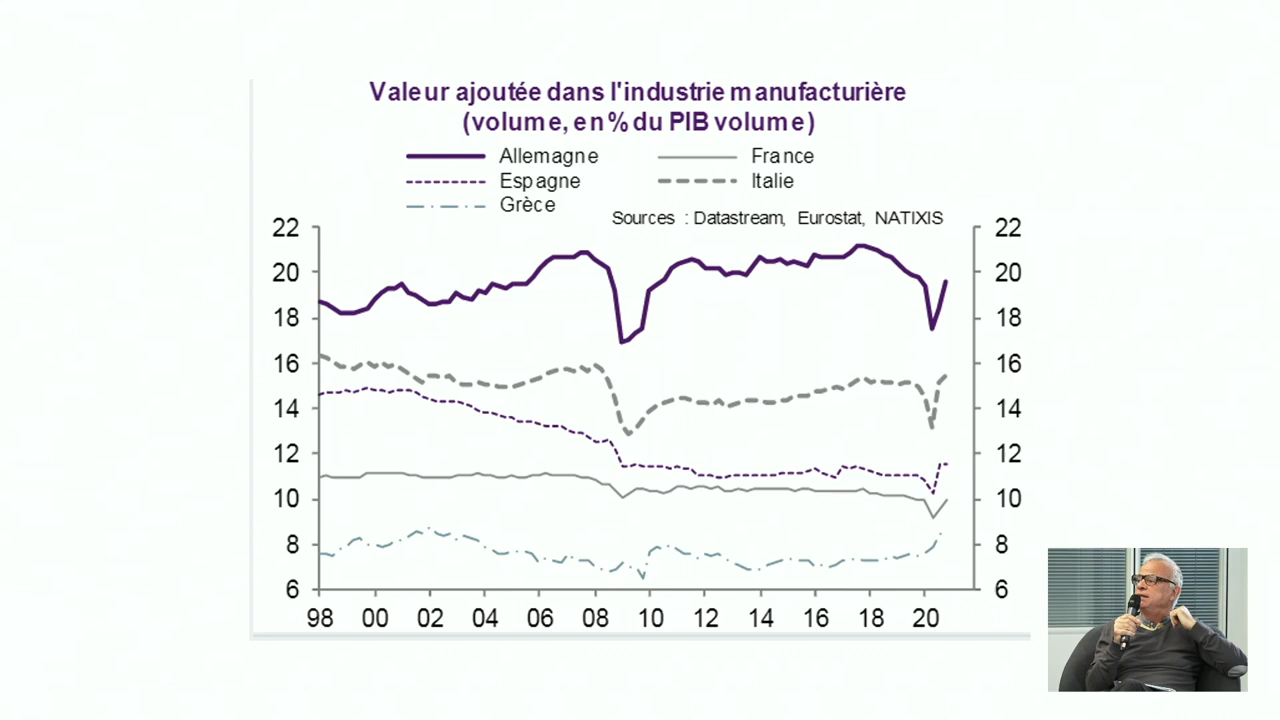 Valeur ajoutée dans l'industrie manufacturière
(volume, en % du PIB volume)
Allemagne France
Espagne Italie
Grèce
Sources : Datastream, Eurostat, NATIXIS
22 22
20 20
18 18
16 16
14 14
12 12
10 10
8 8
6 6
98 00 02 04 06 08 10 12 14 16 18 20